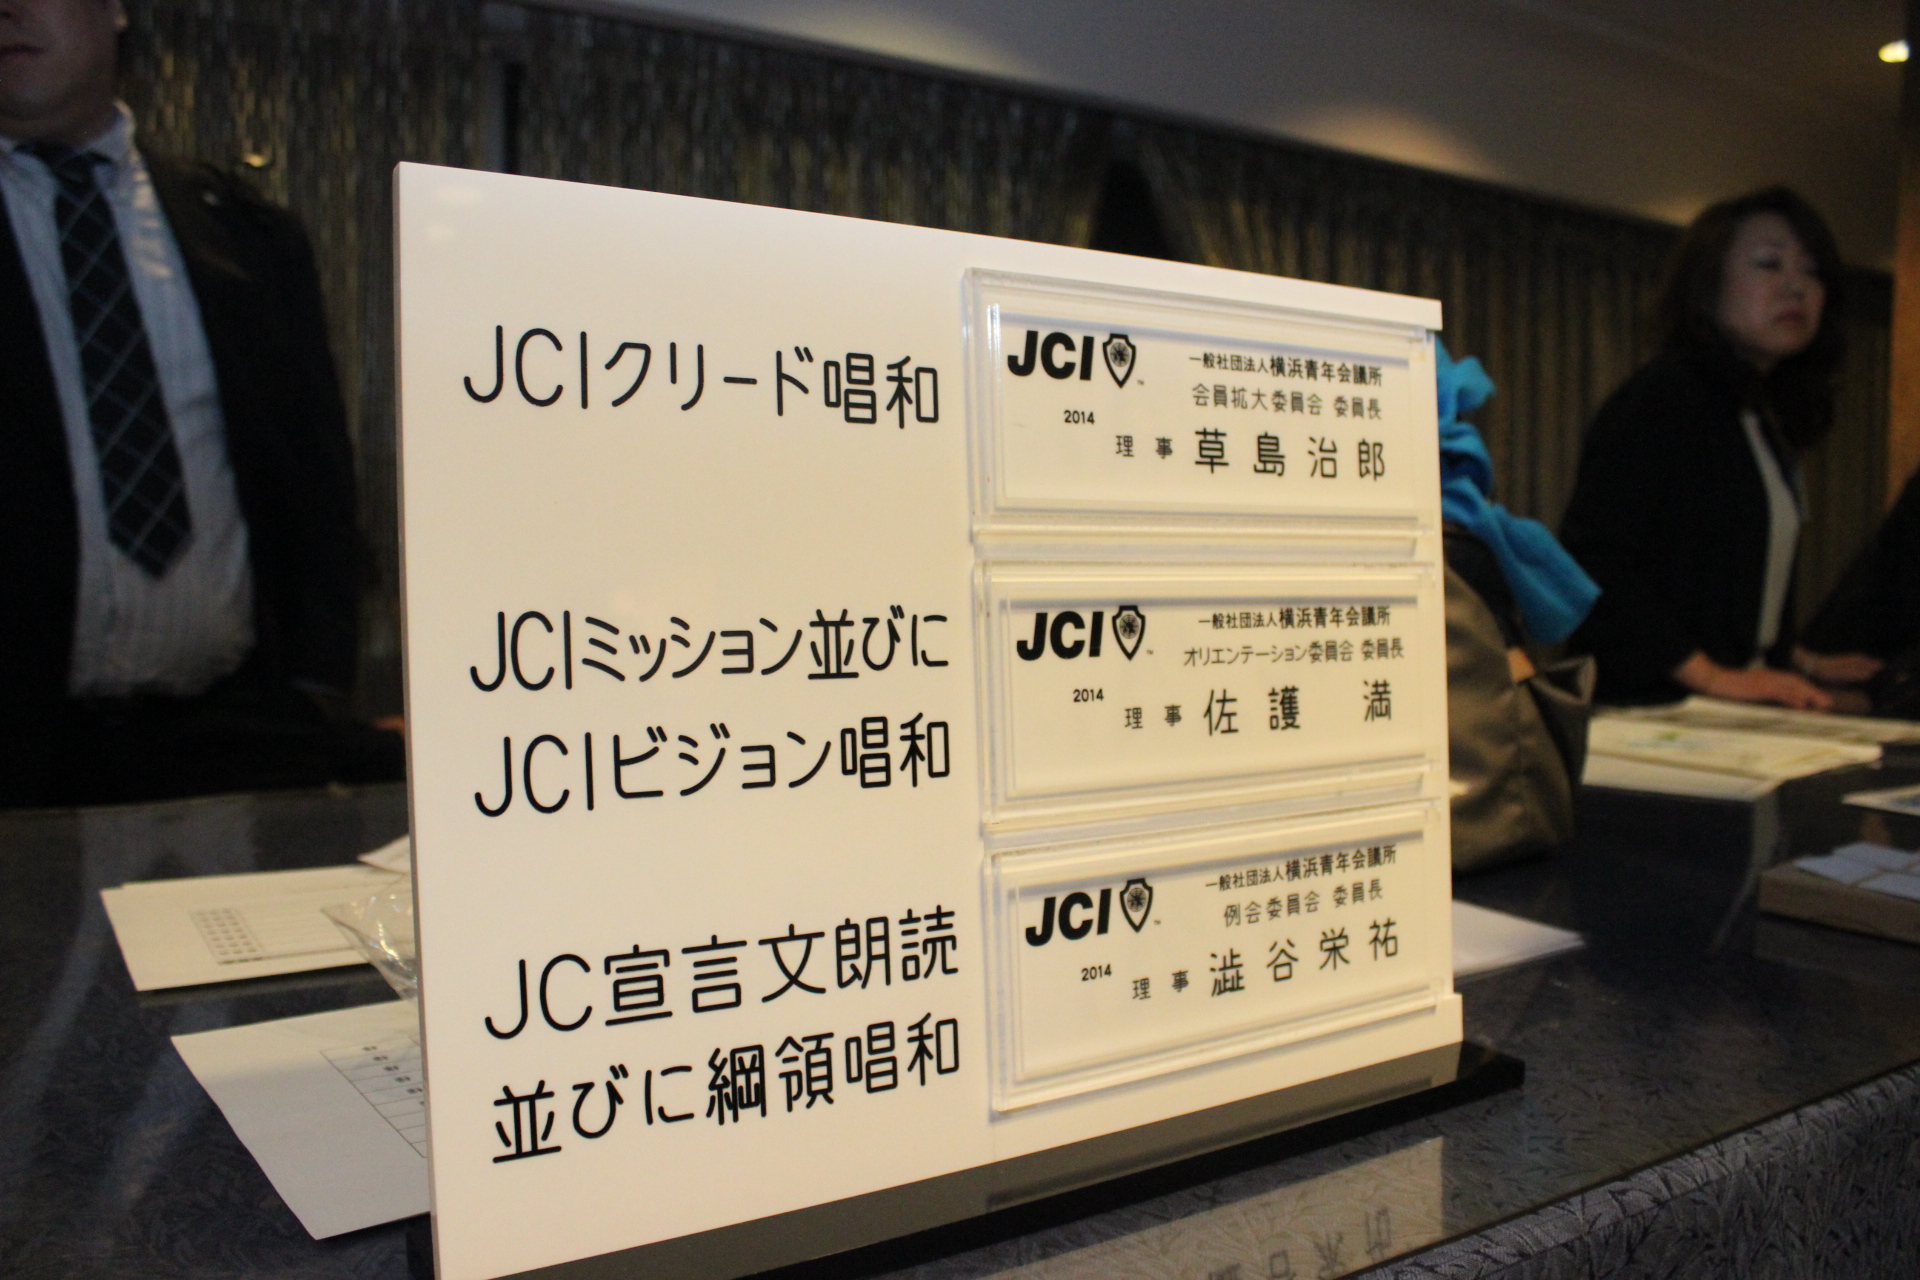 JCIクリード唱和
JCI
一般社団法人横浜青年会議所
会員拡大委員会 委員長
2014
理 事 草島治郎
JCIミッション並びに
JCIビジョン唱和
JCI
一般社団法人横浜青年会議所
オリエンテーション委員会 委員長
2014
理 事 佐護 満
JC宣言文朗読
並びに綱領唱和
JCI
一般社団法人横浜青年会議所
例会委員会 委員長
2014
理 事 澁谷栄祐